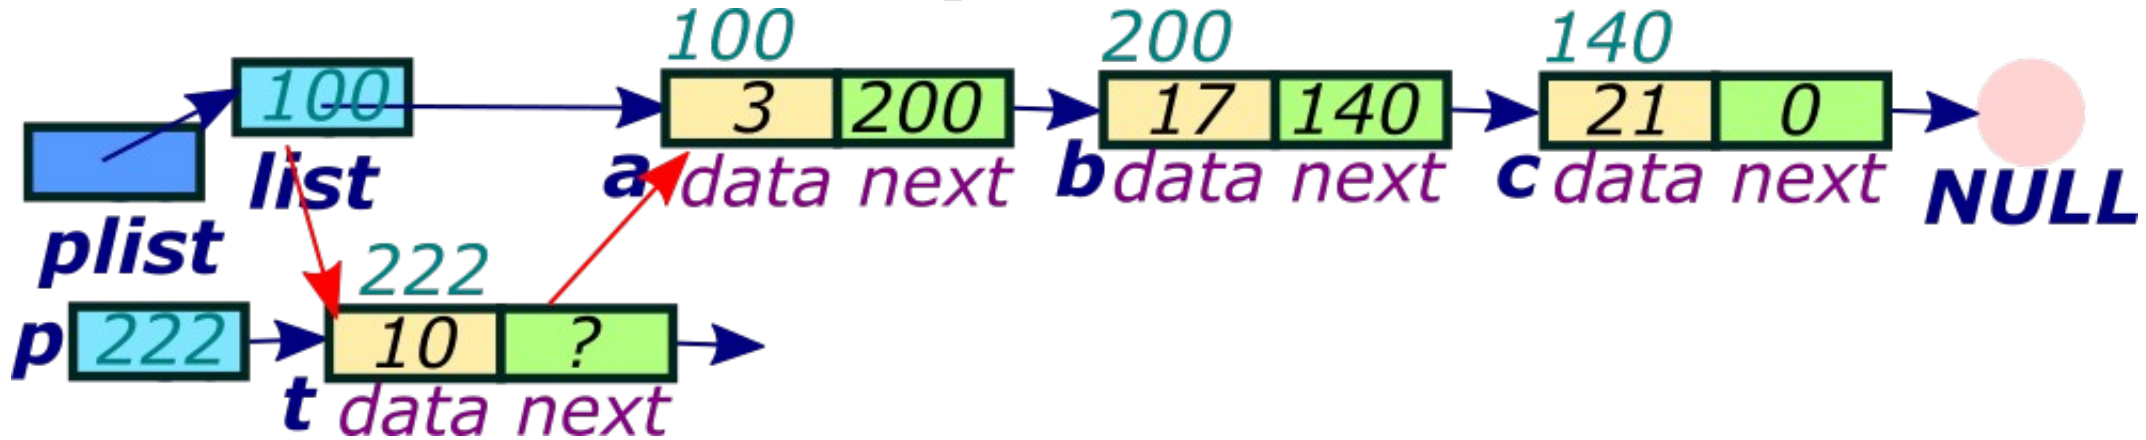 100 200 140
100 3 200 17 140 21 0
list a data next b data next c data next NULL
plist
222
p 222 10 ?
t data next